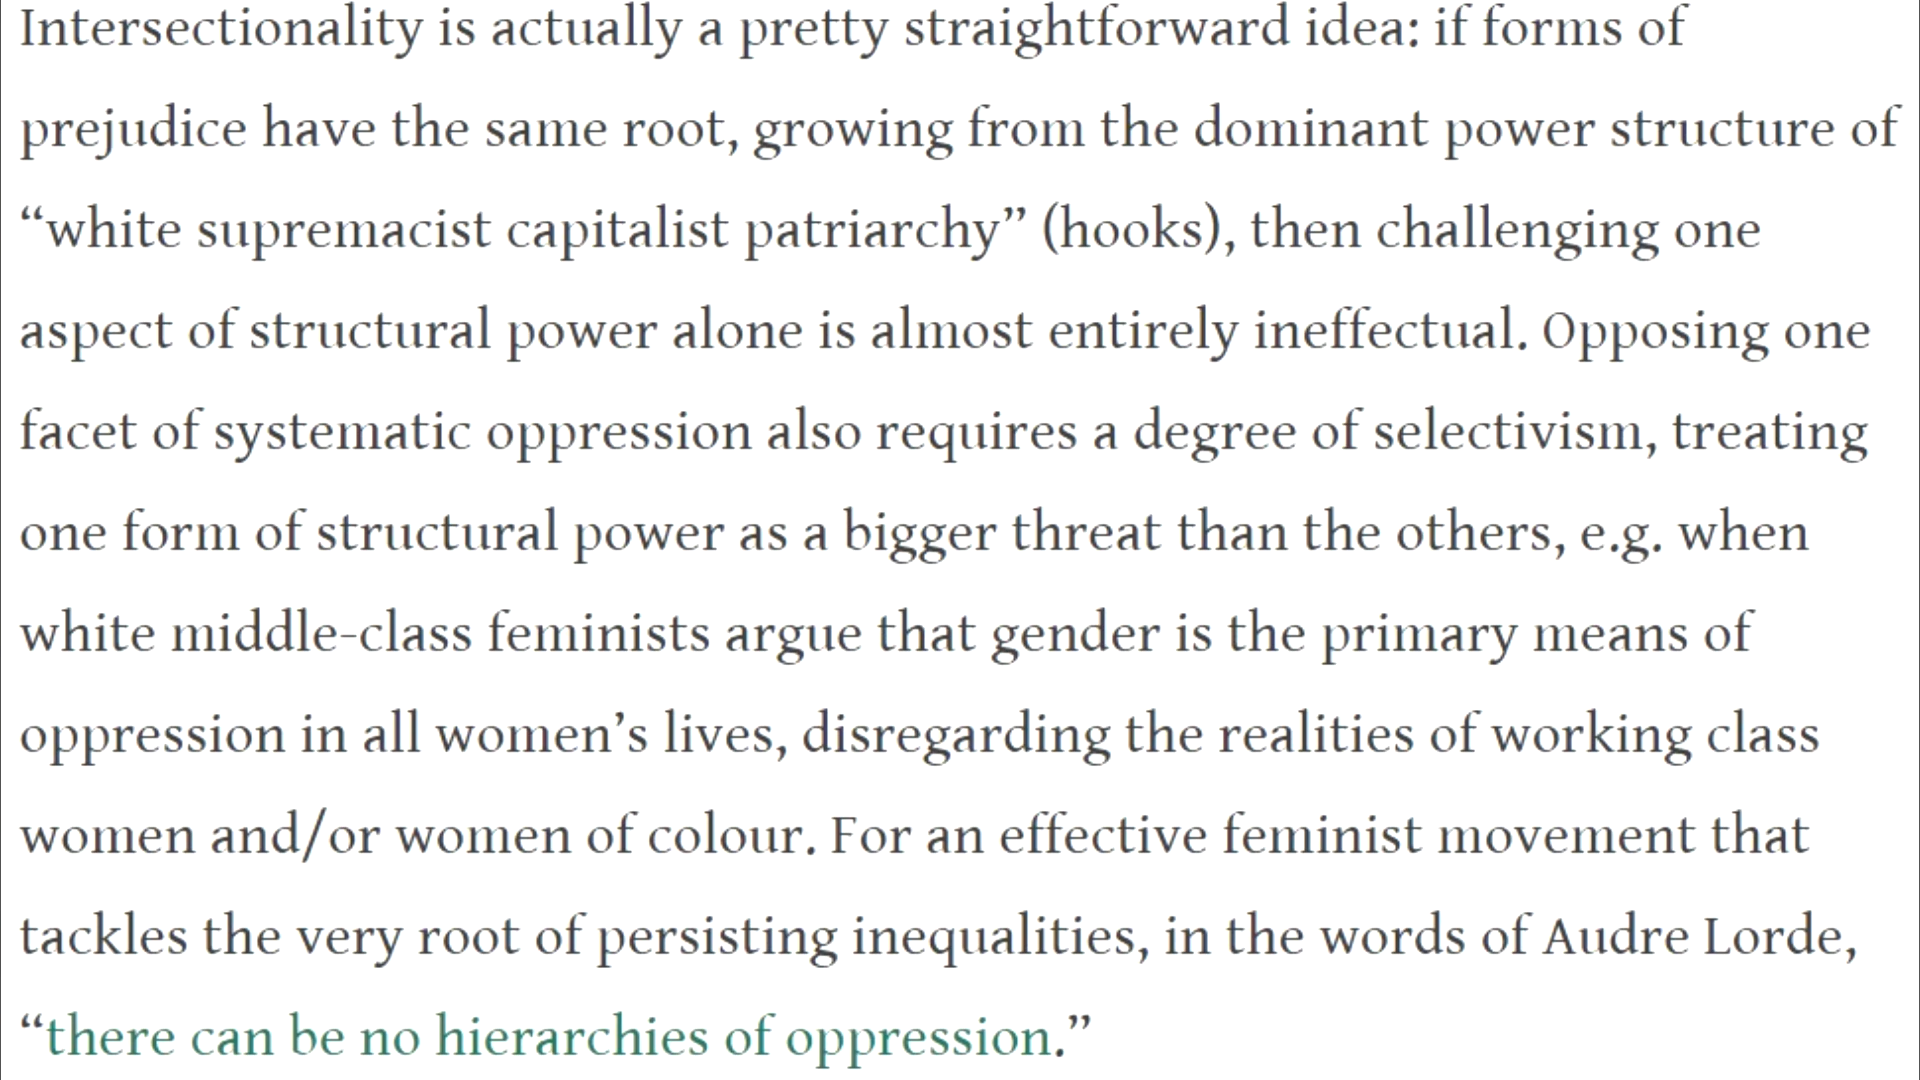 Intersectionality is actually a pretty straightforward idea: if forms of
prejudice have the same root, growing from the dominant power structure of
“white supremacist capitalist patriarchy” (hooks), then challenging one
aspect of structural power alone is almost entirely ineffectual. Opposing one
facet of systematic oppression also requires a degree of selectivism, treating
one form of structural power as a bigger threat than the others, e.g. when
white middle-class feminists argue that gender is the primary means of
oppression in all women’s lives, disregarding the realities of working class
women and/or women of colour. For an effective feminist movement that
tackles the very root of persisting inequalities, in the words of Audre Lorde,
“there can be no hierarchies of oppression.”